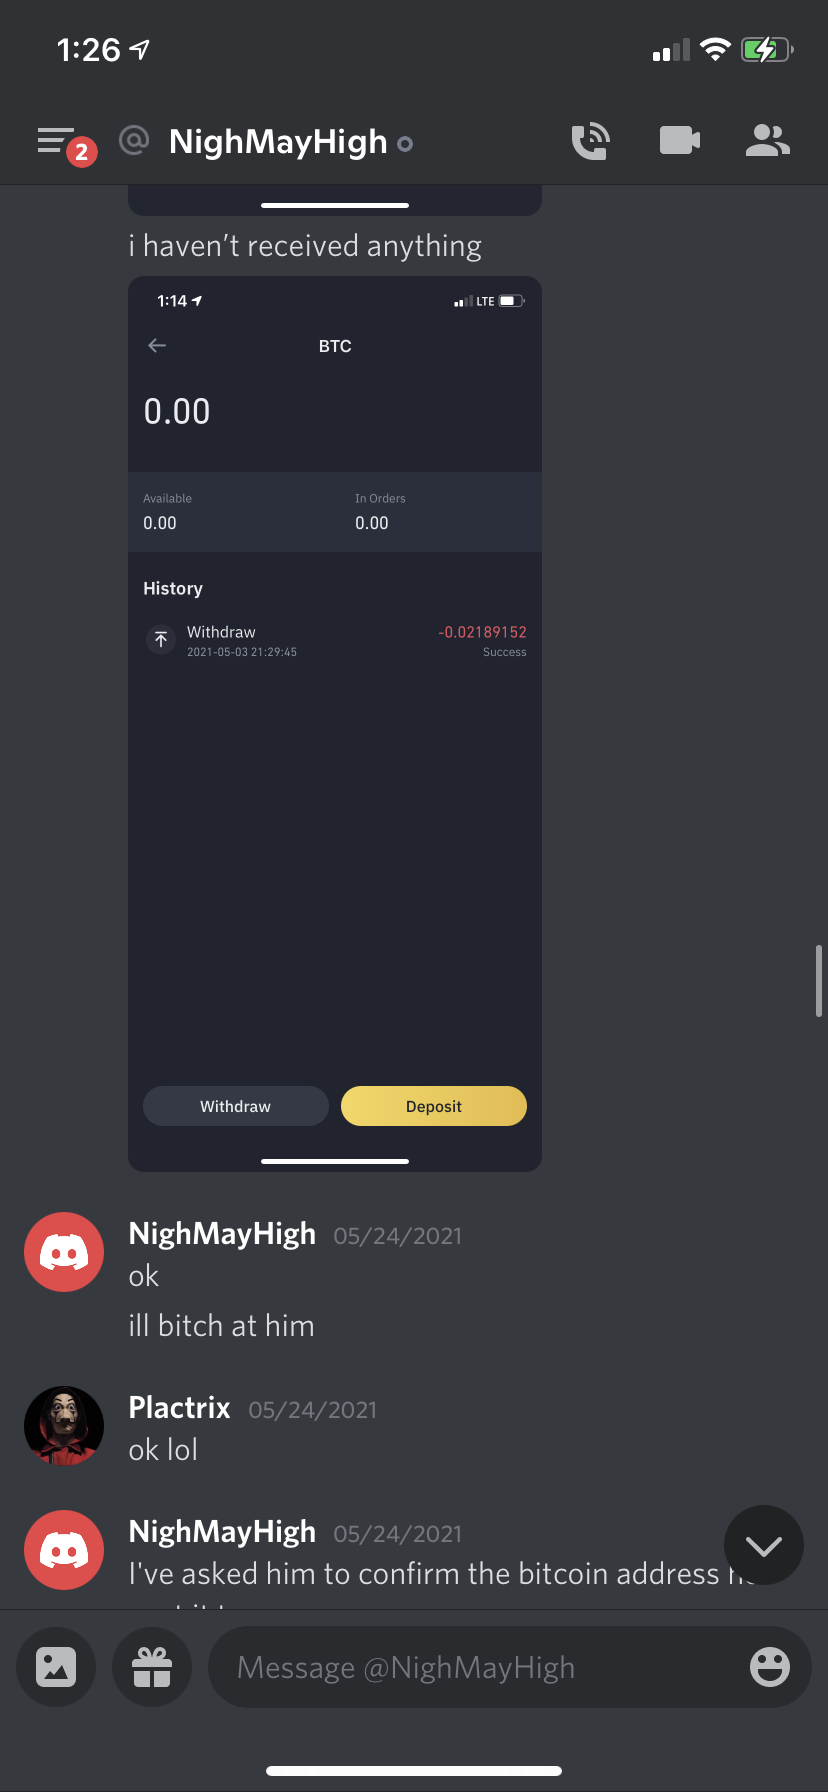 1:26
2
@ NighMayHigh
i haven't received anything
1:14
LTE
BTC
0.00
Available
In Orders
0.00
0.00
History
Withdraw
-0.02189152
2021-05-03 21:29:45
Success
Withdraw
Deposit
NighMayHigh 05/24/2021
ok
ill bitch at him
Plactrix 05/24/2021
ok lol
NighMayHigh 05/24/2021
I've asked him to confirm the bitcoin address
Message @NighMayHigh